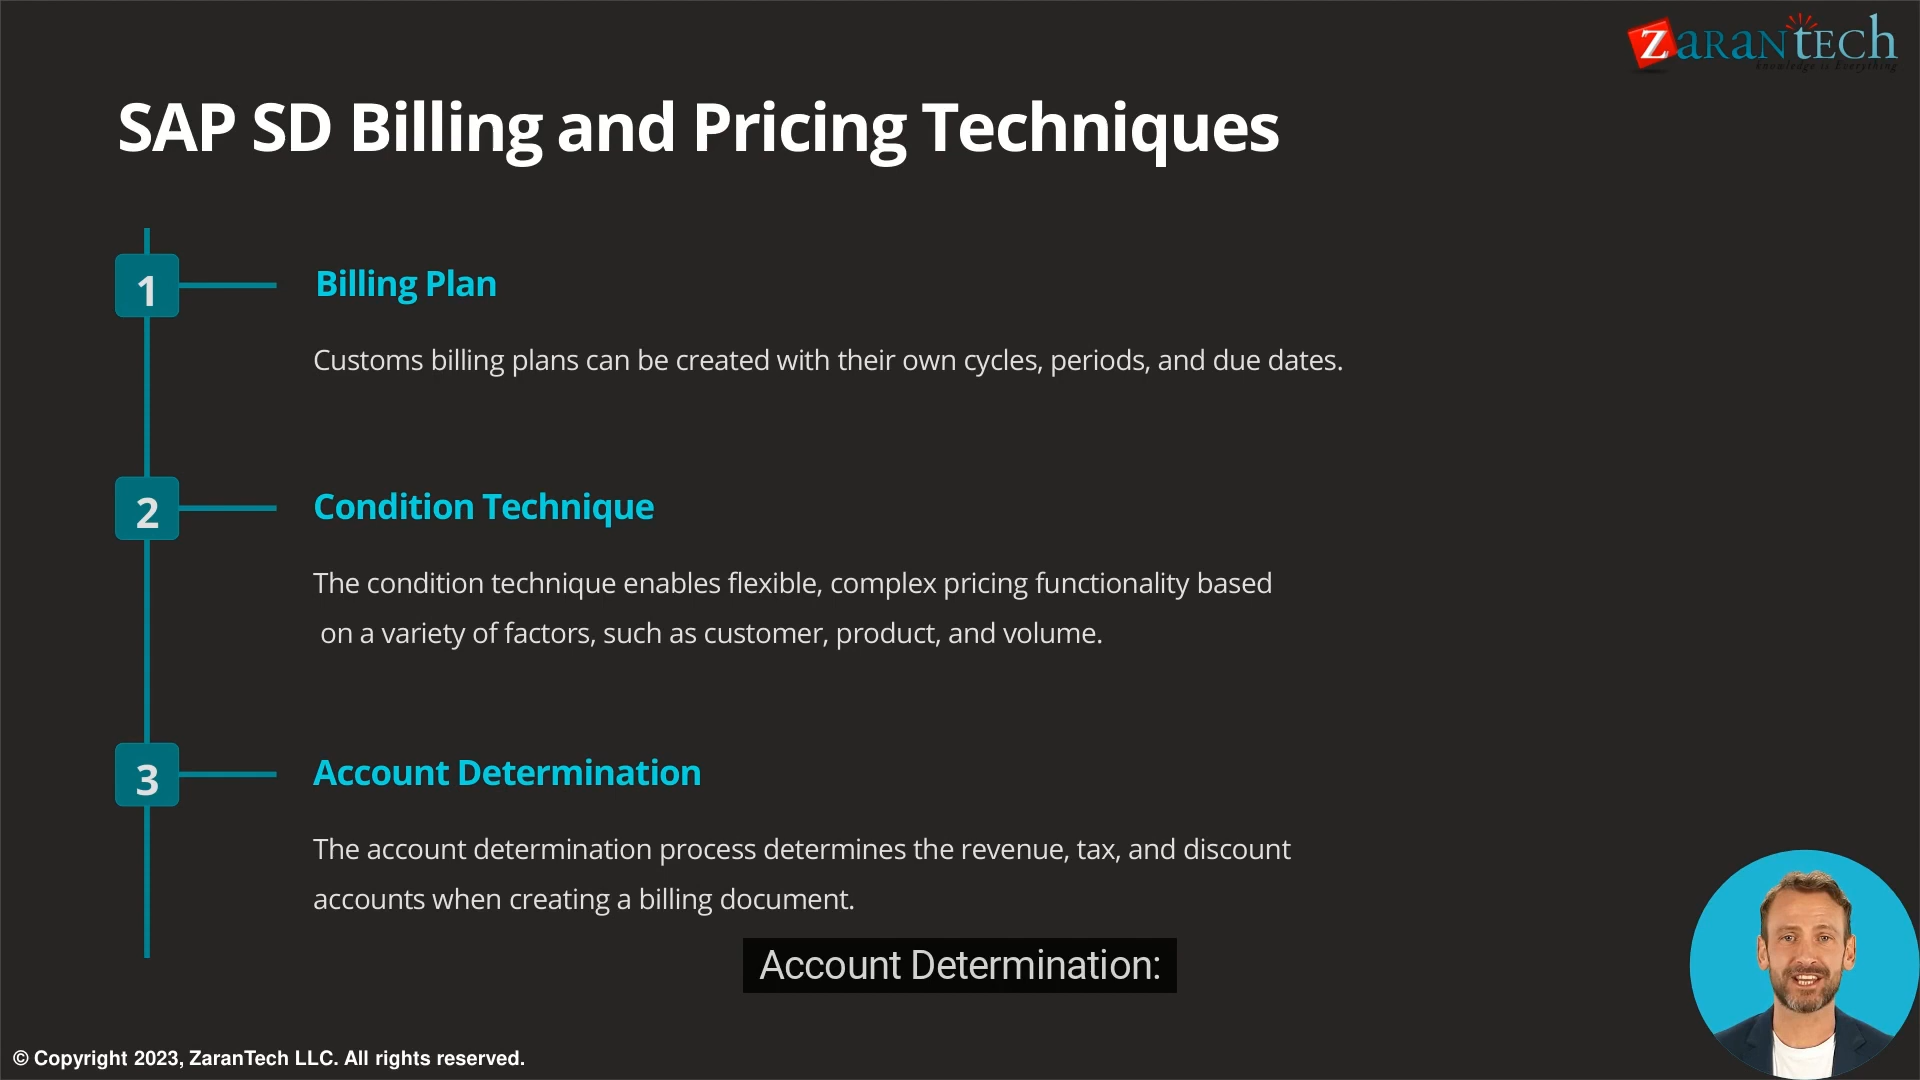 ZaranTech
Knowledge is Everything
SAP SD Billing and Pricing Techniques
1
Billing Plan
Customs billing plans can be created with their own cycles, periods, and due dates.
2
Condition Technique
The condition technique enables flexible, complex pricing functionality based
on a variety of factors, such as customer, product, and volume.
3
Account Determination
The account determination process determines the revenue, tax, and discount
accounts when creating a billing document.
Account Determination:
© Copyright 2023, ZaranTech LLC. All rights reserved.